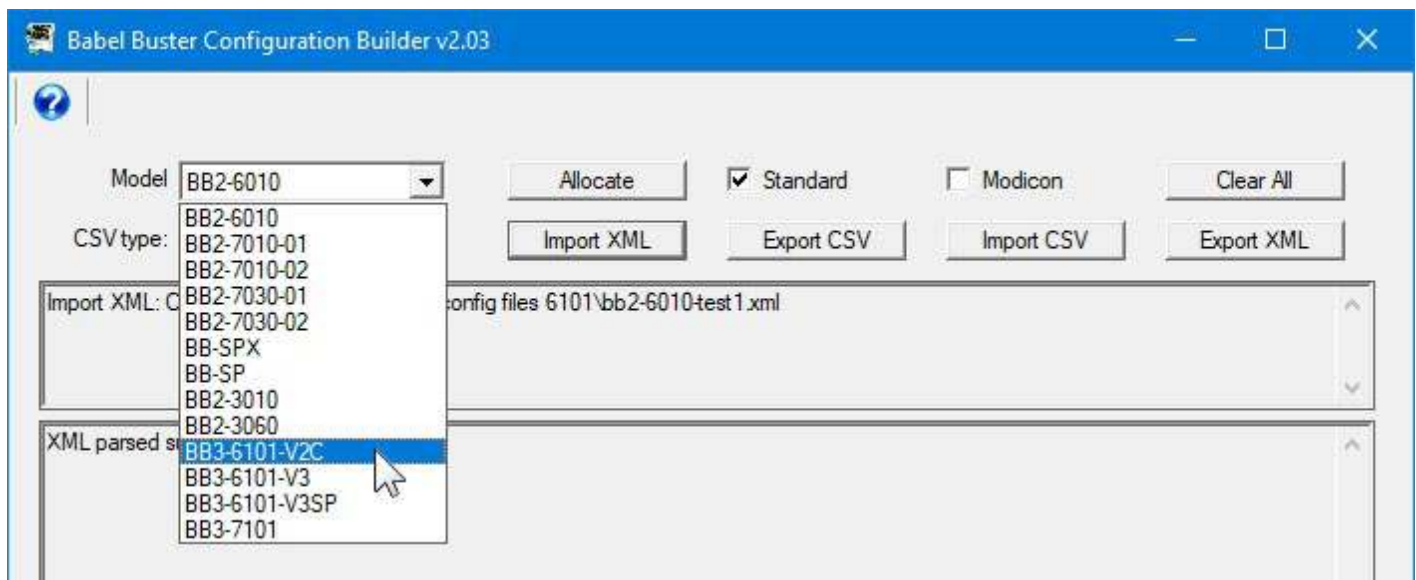 Babel Buster Configuration Builder v2.03
Model BB2-6010 Allocate Standard Modicon Clear All
CSV type: Import XML Export CSV Import CSV Export XML
BB2-6010
BB2-7010-01
BB2-7010-02
BB2-7030-01
BB2-7030-02
BB-SPX
BB-SP
BB2-3010
BB2-3060
BB3-6101-V2C
BB3-6101-V3
BB3-6101-V3SP
BB3-7101
Import XML: C config files 6101\bb2-6010-test1.xml
XML parsed s